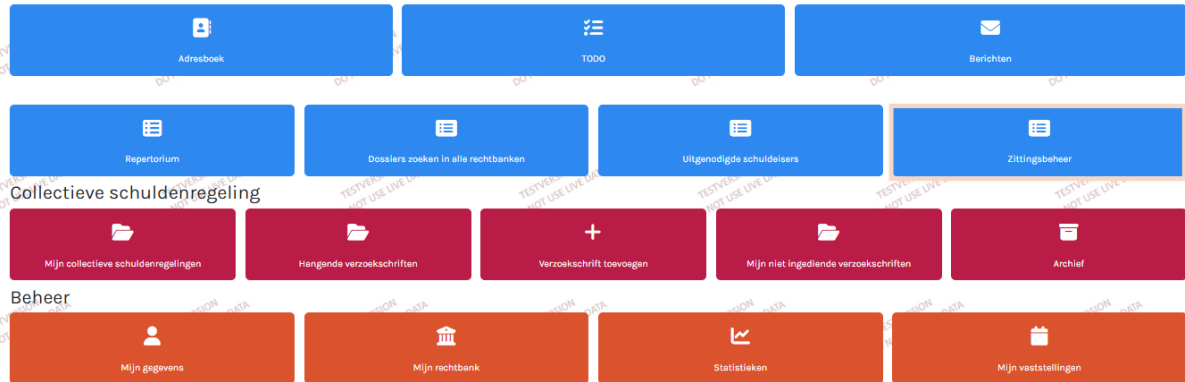 Adresboek
TODO
Berichten
Repertorium
Dossiers zoeken in alle rechtbanken
Uitgenodigde schuldeisers
Zittingsbeheer
Collectieve schuldenregeling
Mijn collectieve schuldenregelingen
Hangende verzoekschriften
Verzoekschrift toevoegen
Mijn niet ingediende verzoekschriften
Archief
Beheer
Mijn gegevens
Mijn rechtbank
Statistieken
Mijn vaststellingen